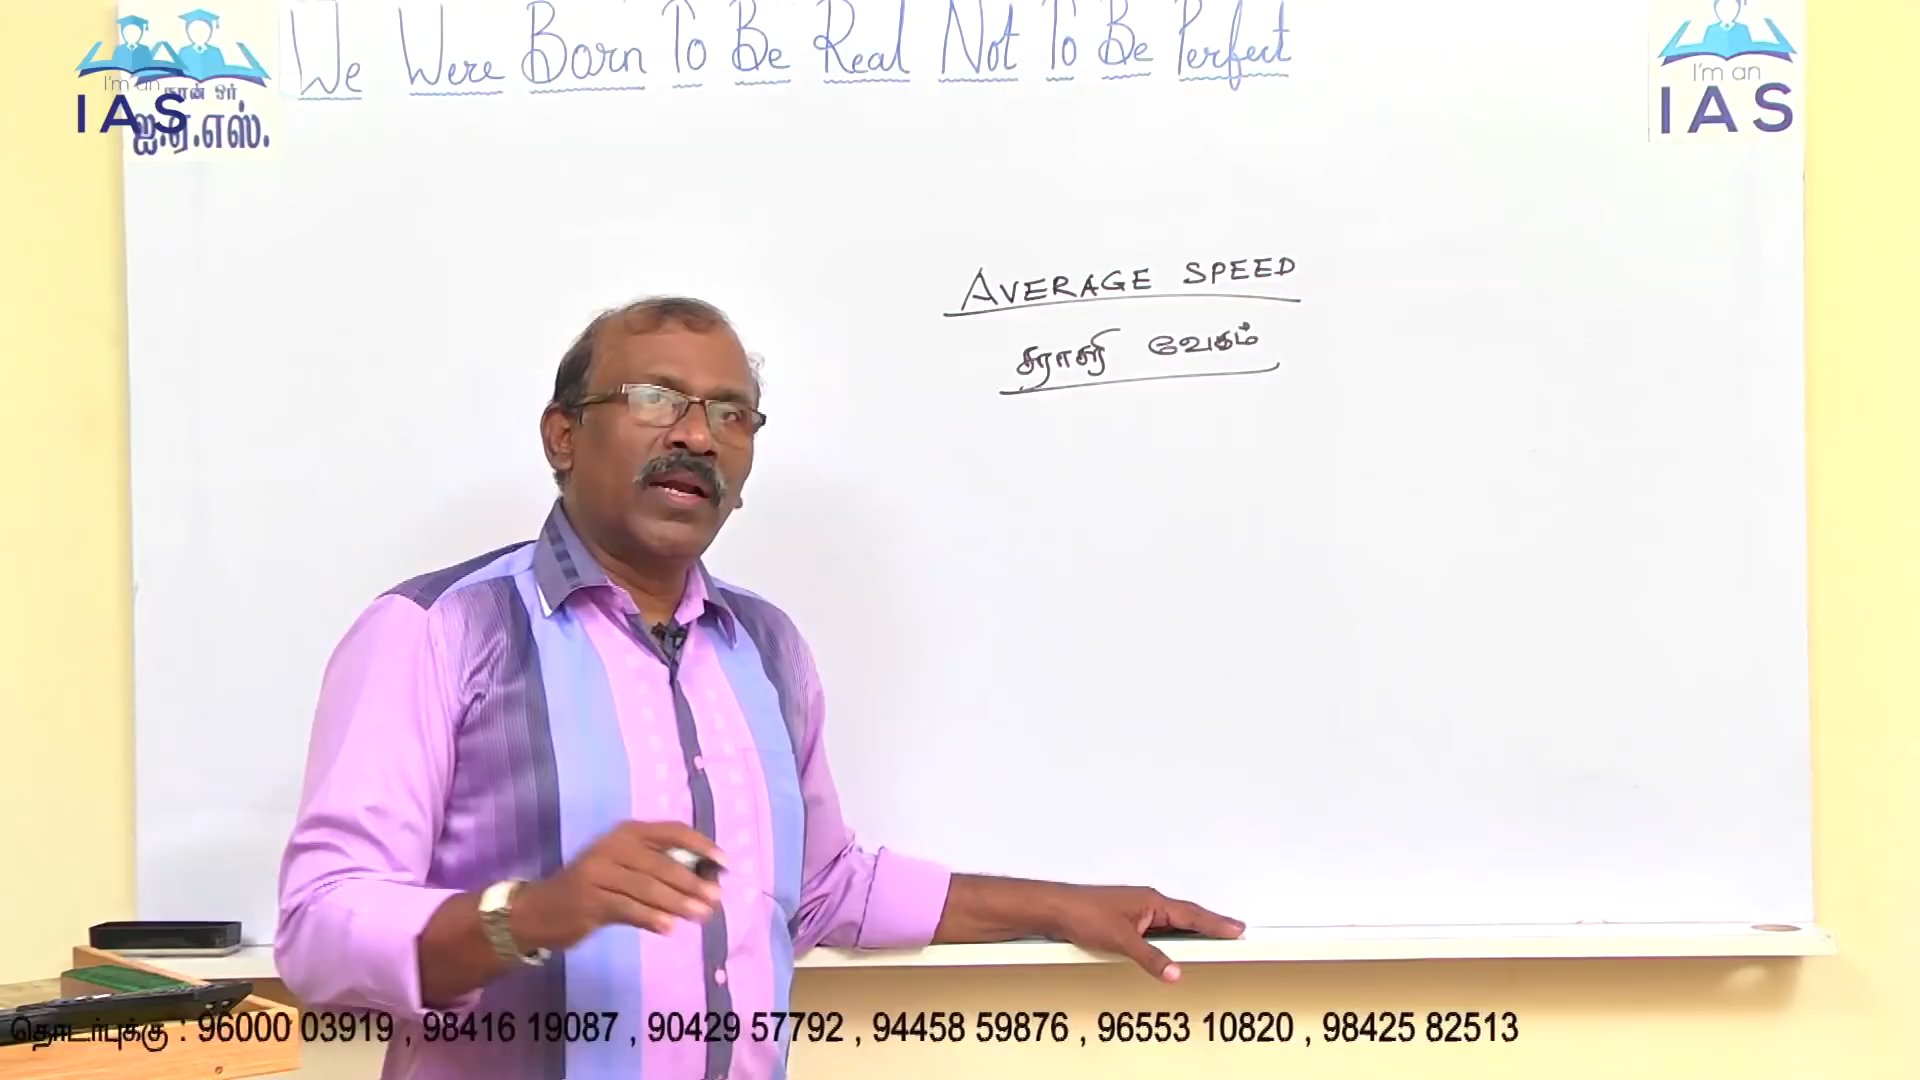 We Were Born To Be Real Not To Be Perfect
I'm an
IAS
நான் ஓர்
ஐ.ஏ.எஸ்.
I'm an
IAS
AVERAGE SPEED
சராசரி வேகம்
தொடர்புக்கு : 96000 03919 , 98416 19087 , 90429 57792 , 94458 59876 , 96553 10820 , 98425 82513